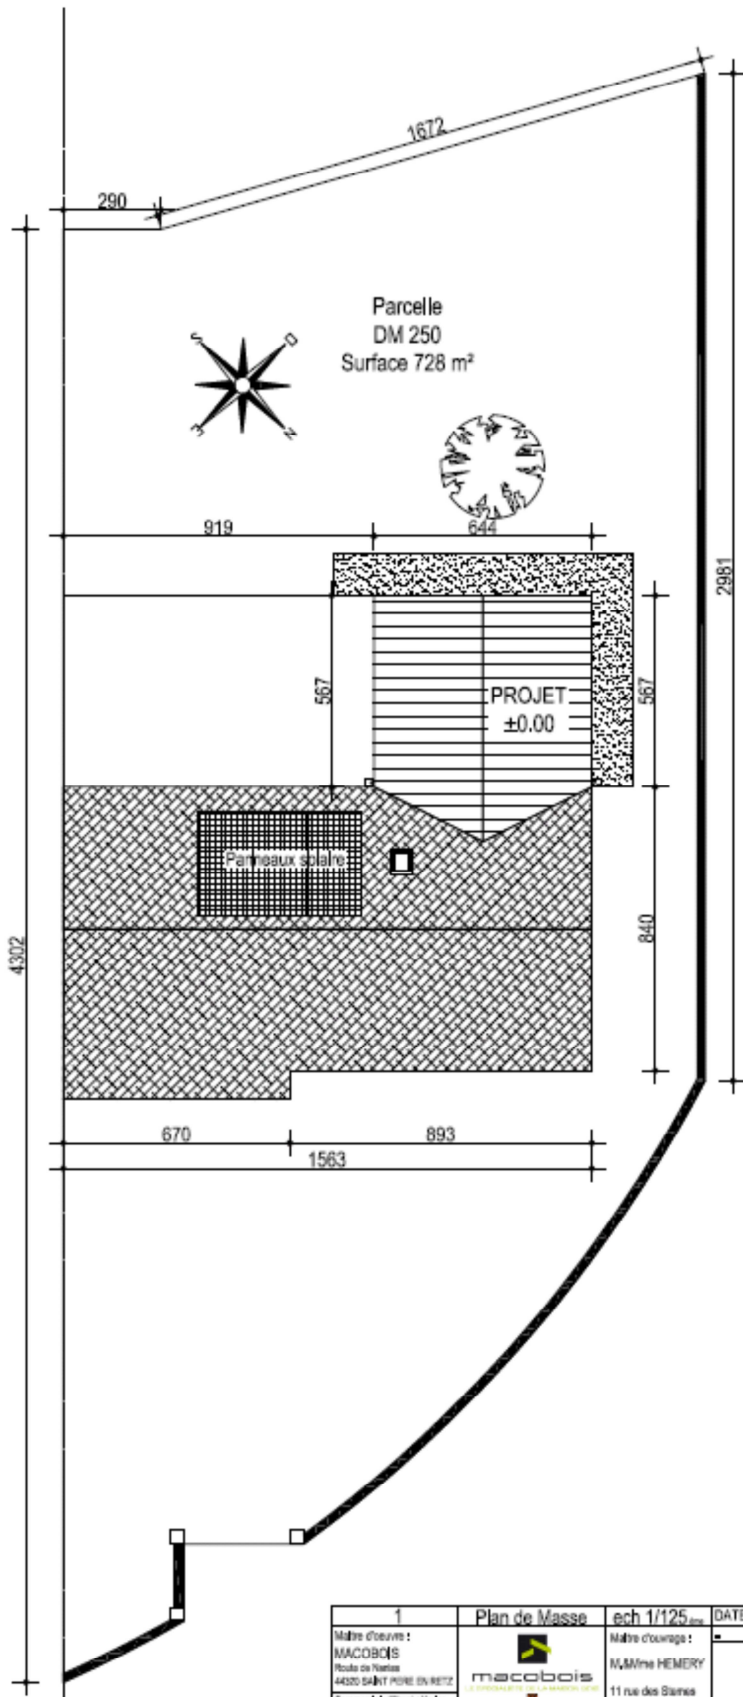 1672
290
Parcelle
DM 250
Surface 728 m²
S
O
E
N
919
644
2981
567
PROJET
±0.00
567
Panneaux solaire
840
4302
670
893
1563
1
Plan de Masse
ech 1/125 ème
DATE
Maître d'oeuvre :
MACOBOIS
Route de Nantes
44320 SAINT PERE EN RETZ
macobois
Maître d'ouvrage :
M.&Mme HEMERY
11 rue des